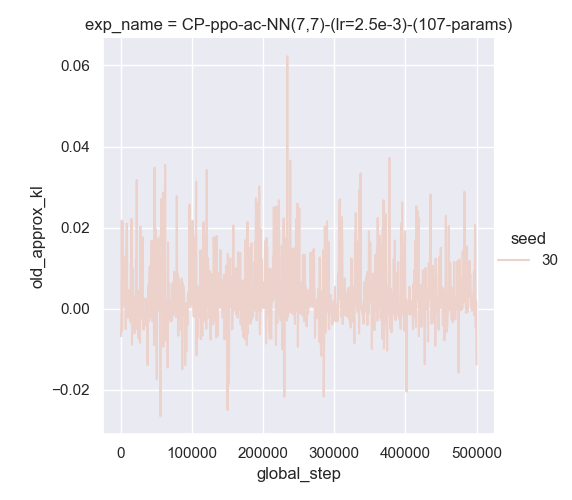 exp_name = CP-ppo-ac-NN(7,7)-(lr=2.5e-3)-(107-params)
0.06
0.04
0.02
0.00
−0.02
old_approx_kl
seed
30
0 100000 200000 300000 400000 500000
global_step